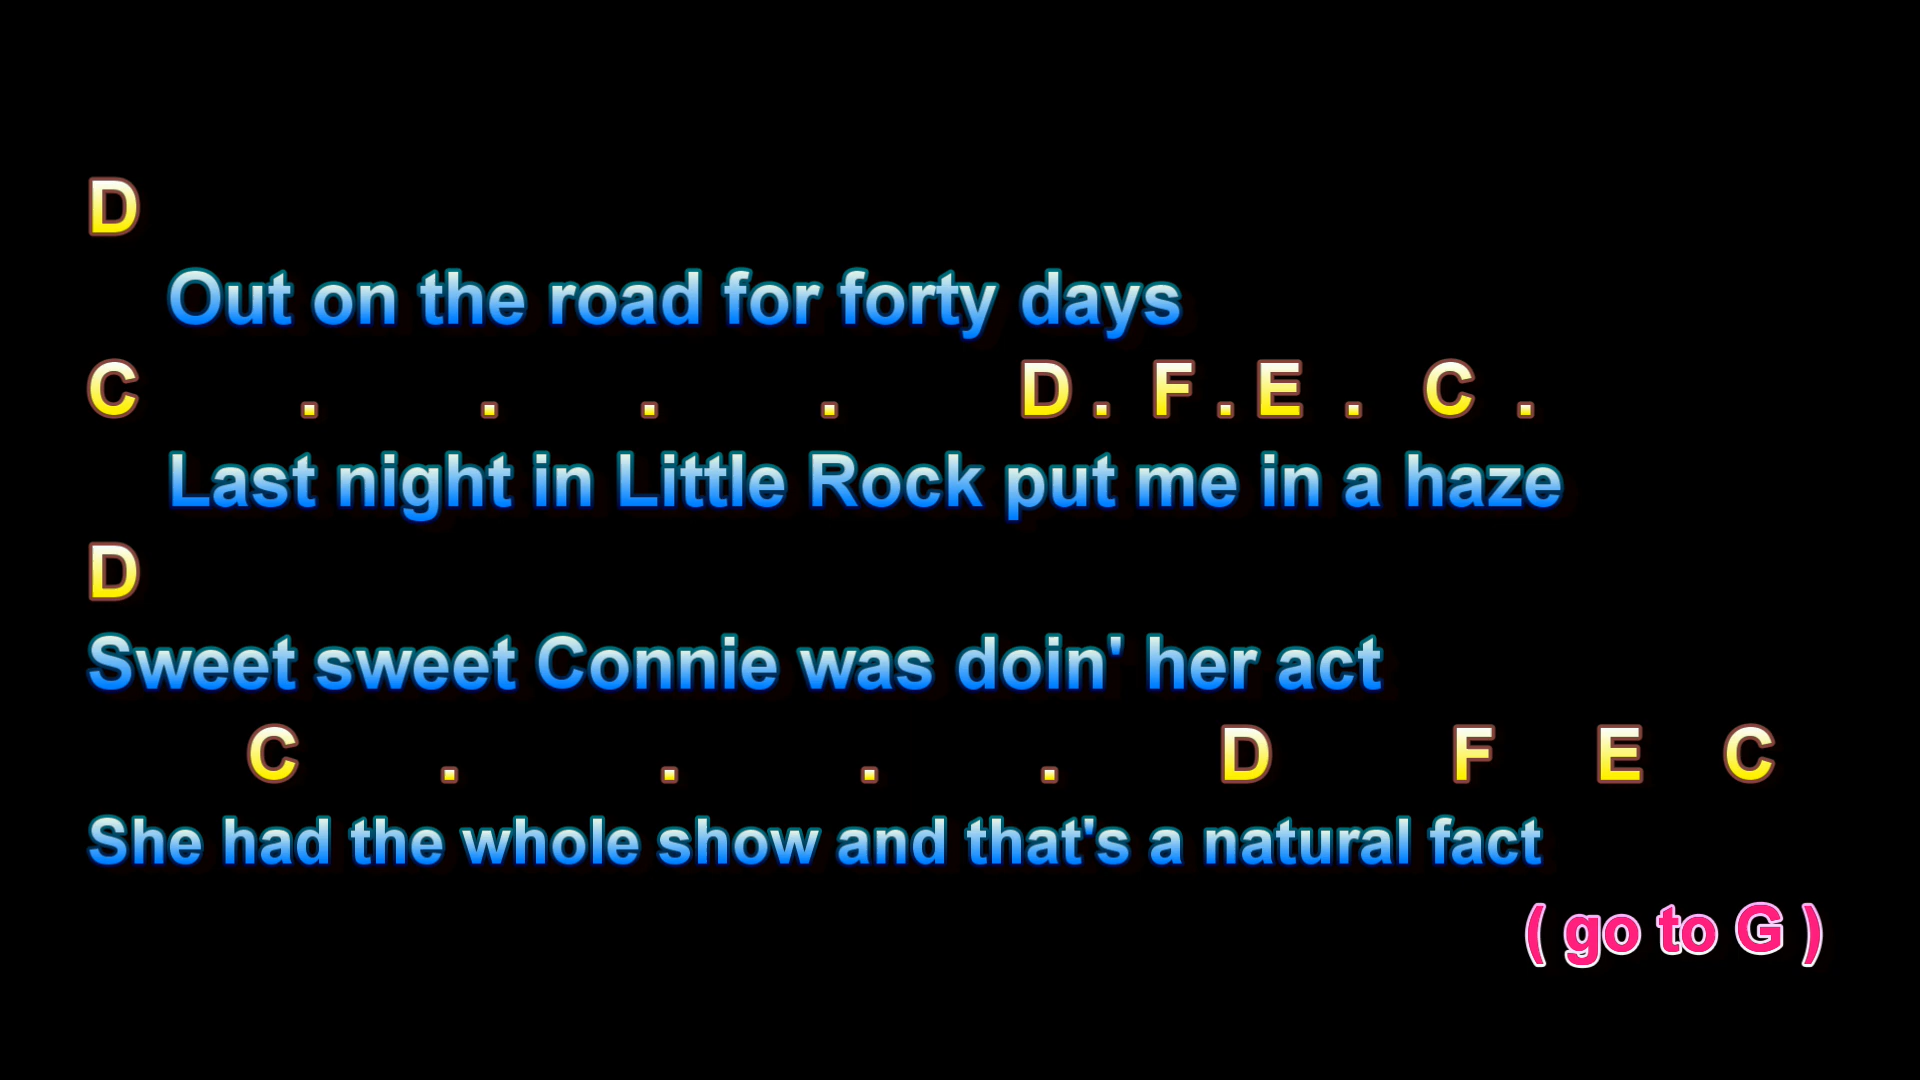 D
Out on the road for forty days
C . . . . D . F . E . C .
Last night in Little Rock put me in a haze
D
Sweet sweet Connie was doin' her act
C . . . . D F E C
She had the whole show and that's a natural fact
( go to G )